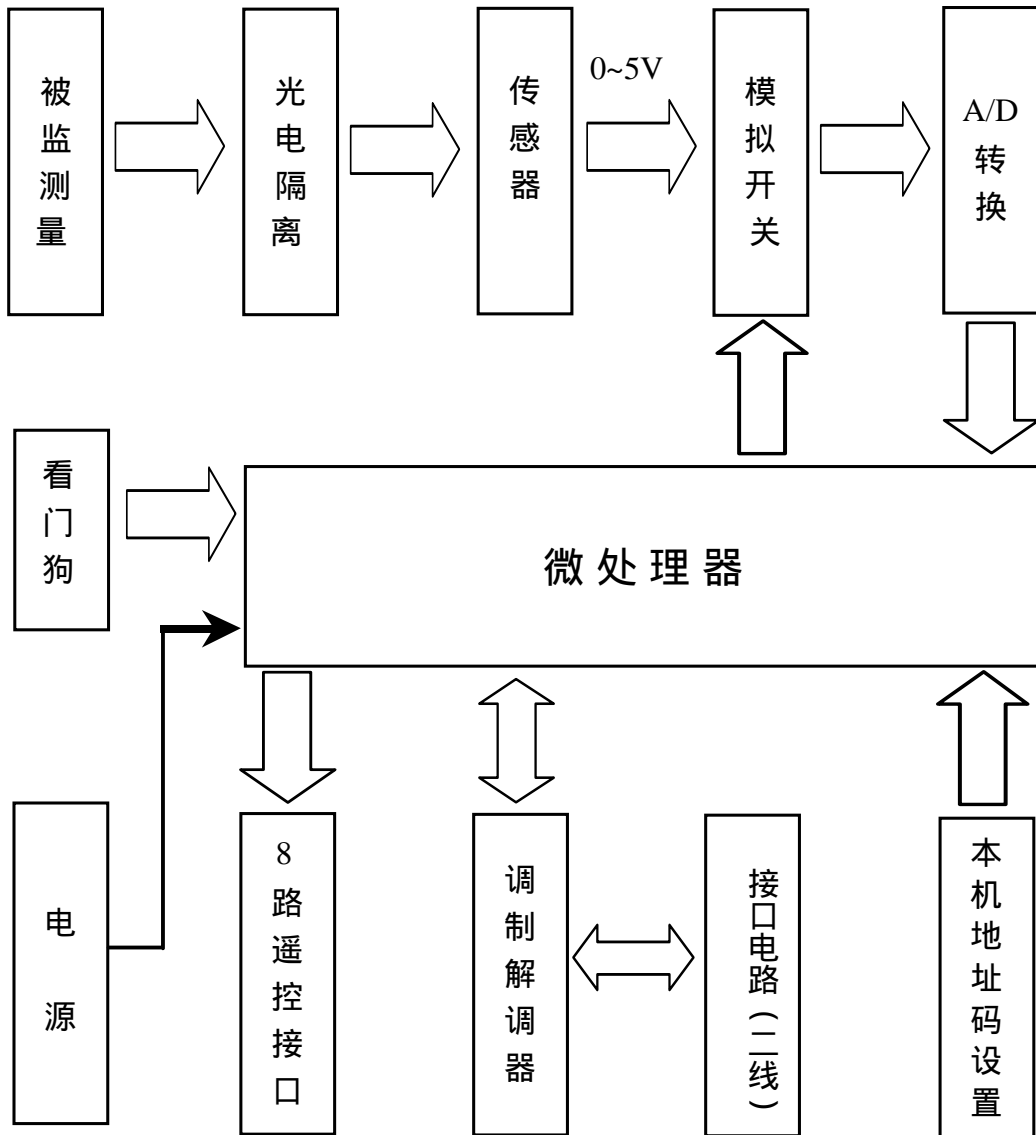 被监测量
光电隔离
传感器
0~5V
模拟开关
A/D
转换
看门狗
微处理器
电源
8
路遥控接口
调制解调器
接口电路(二线)
本机地址码设置